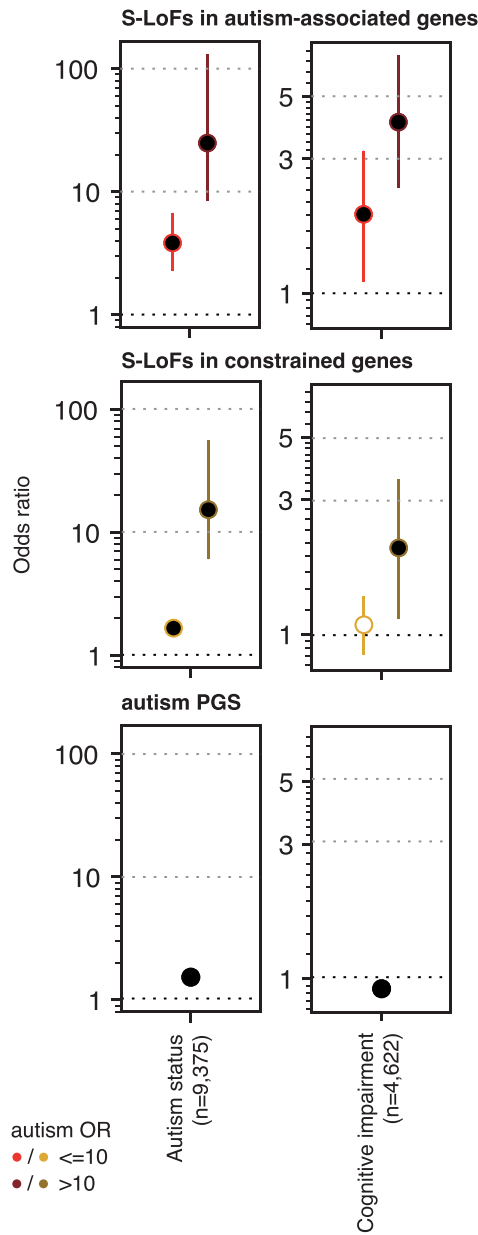 S-LoFs in autism-associated genes
100
10
1
5
3
1
S-LoFs in constrained genes
100
10
1
5
3
1
Odds ratio
autism PGS
100
10
1
5
3
1
Autism status
(n=9,375)
Cognitive impairment
(n=4,622)
autism OR
/ <=10
/ >10